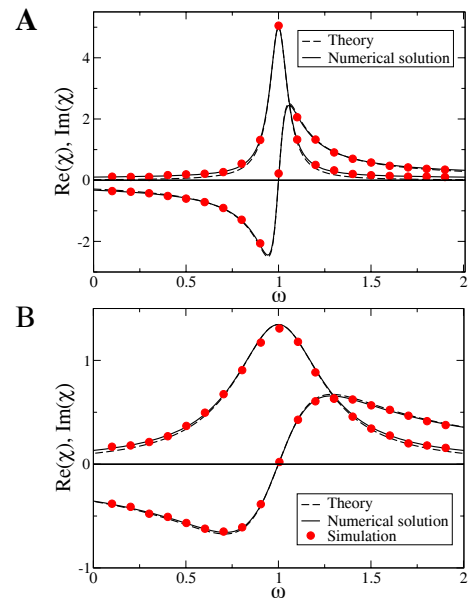 A
Re(χ), Im(χ)
4
2
0
-2
Theory
Numerical solution
0
0.5
1
1.5
2
ω
B
Re(χ), Im(χ)
1
0
-1
Theory
Numerical solution
Simulation
0
0.5
1
1.5
2
ω